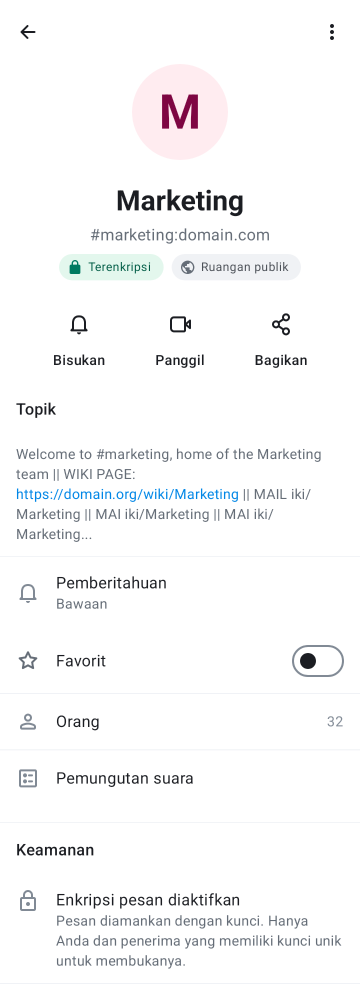 M
Marketing
#marketing:domain.com
Terenkripsi
Ruangan publik
Bisukan
Panggil
Bagikan
Topik
Welcome to #marketing, home of the Marketing
team || WIKI PAGE:
https://domain.org/wiki/Marketing || MAIL iki/
Marketing || MAI iki/Marketing || MAI iki/
Marketing...
Pemberitahuan
Bawaan
Favorit
Orang 32
Pemungutan suara
Keamanan
Enkripsi pesan diaktifkan
Pesan diamankan dengan kunci. Hanya
Anda dan penerima yang memiliki kunci unik
untuk membukanya.